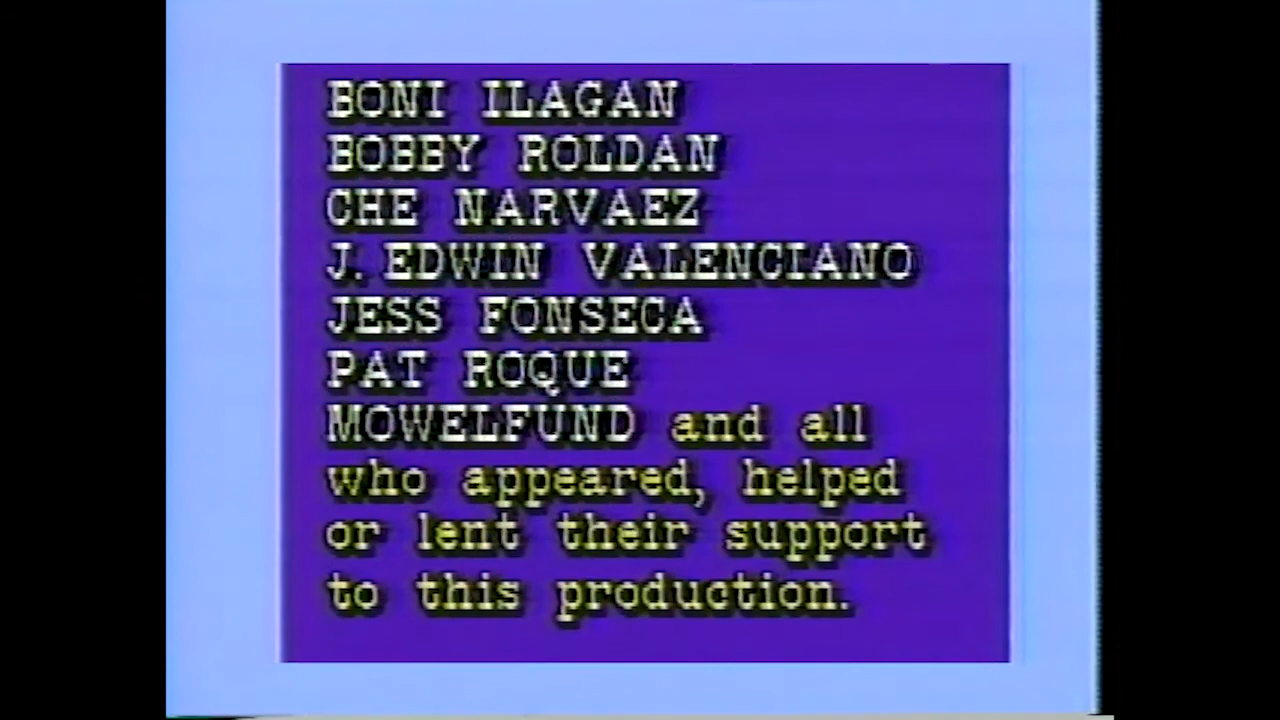 BONI ILAGAN
BOBBY ROLDAN
CHE NARVAEZ
J. EDWIN VALENCIANO
JESS FONSECA
PAT ROQUE
MOWELFUND and all
who appeared, helped
or lent their support
to this production.